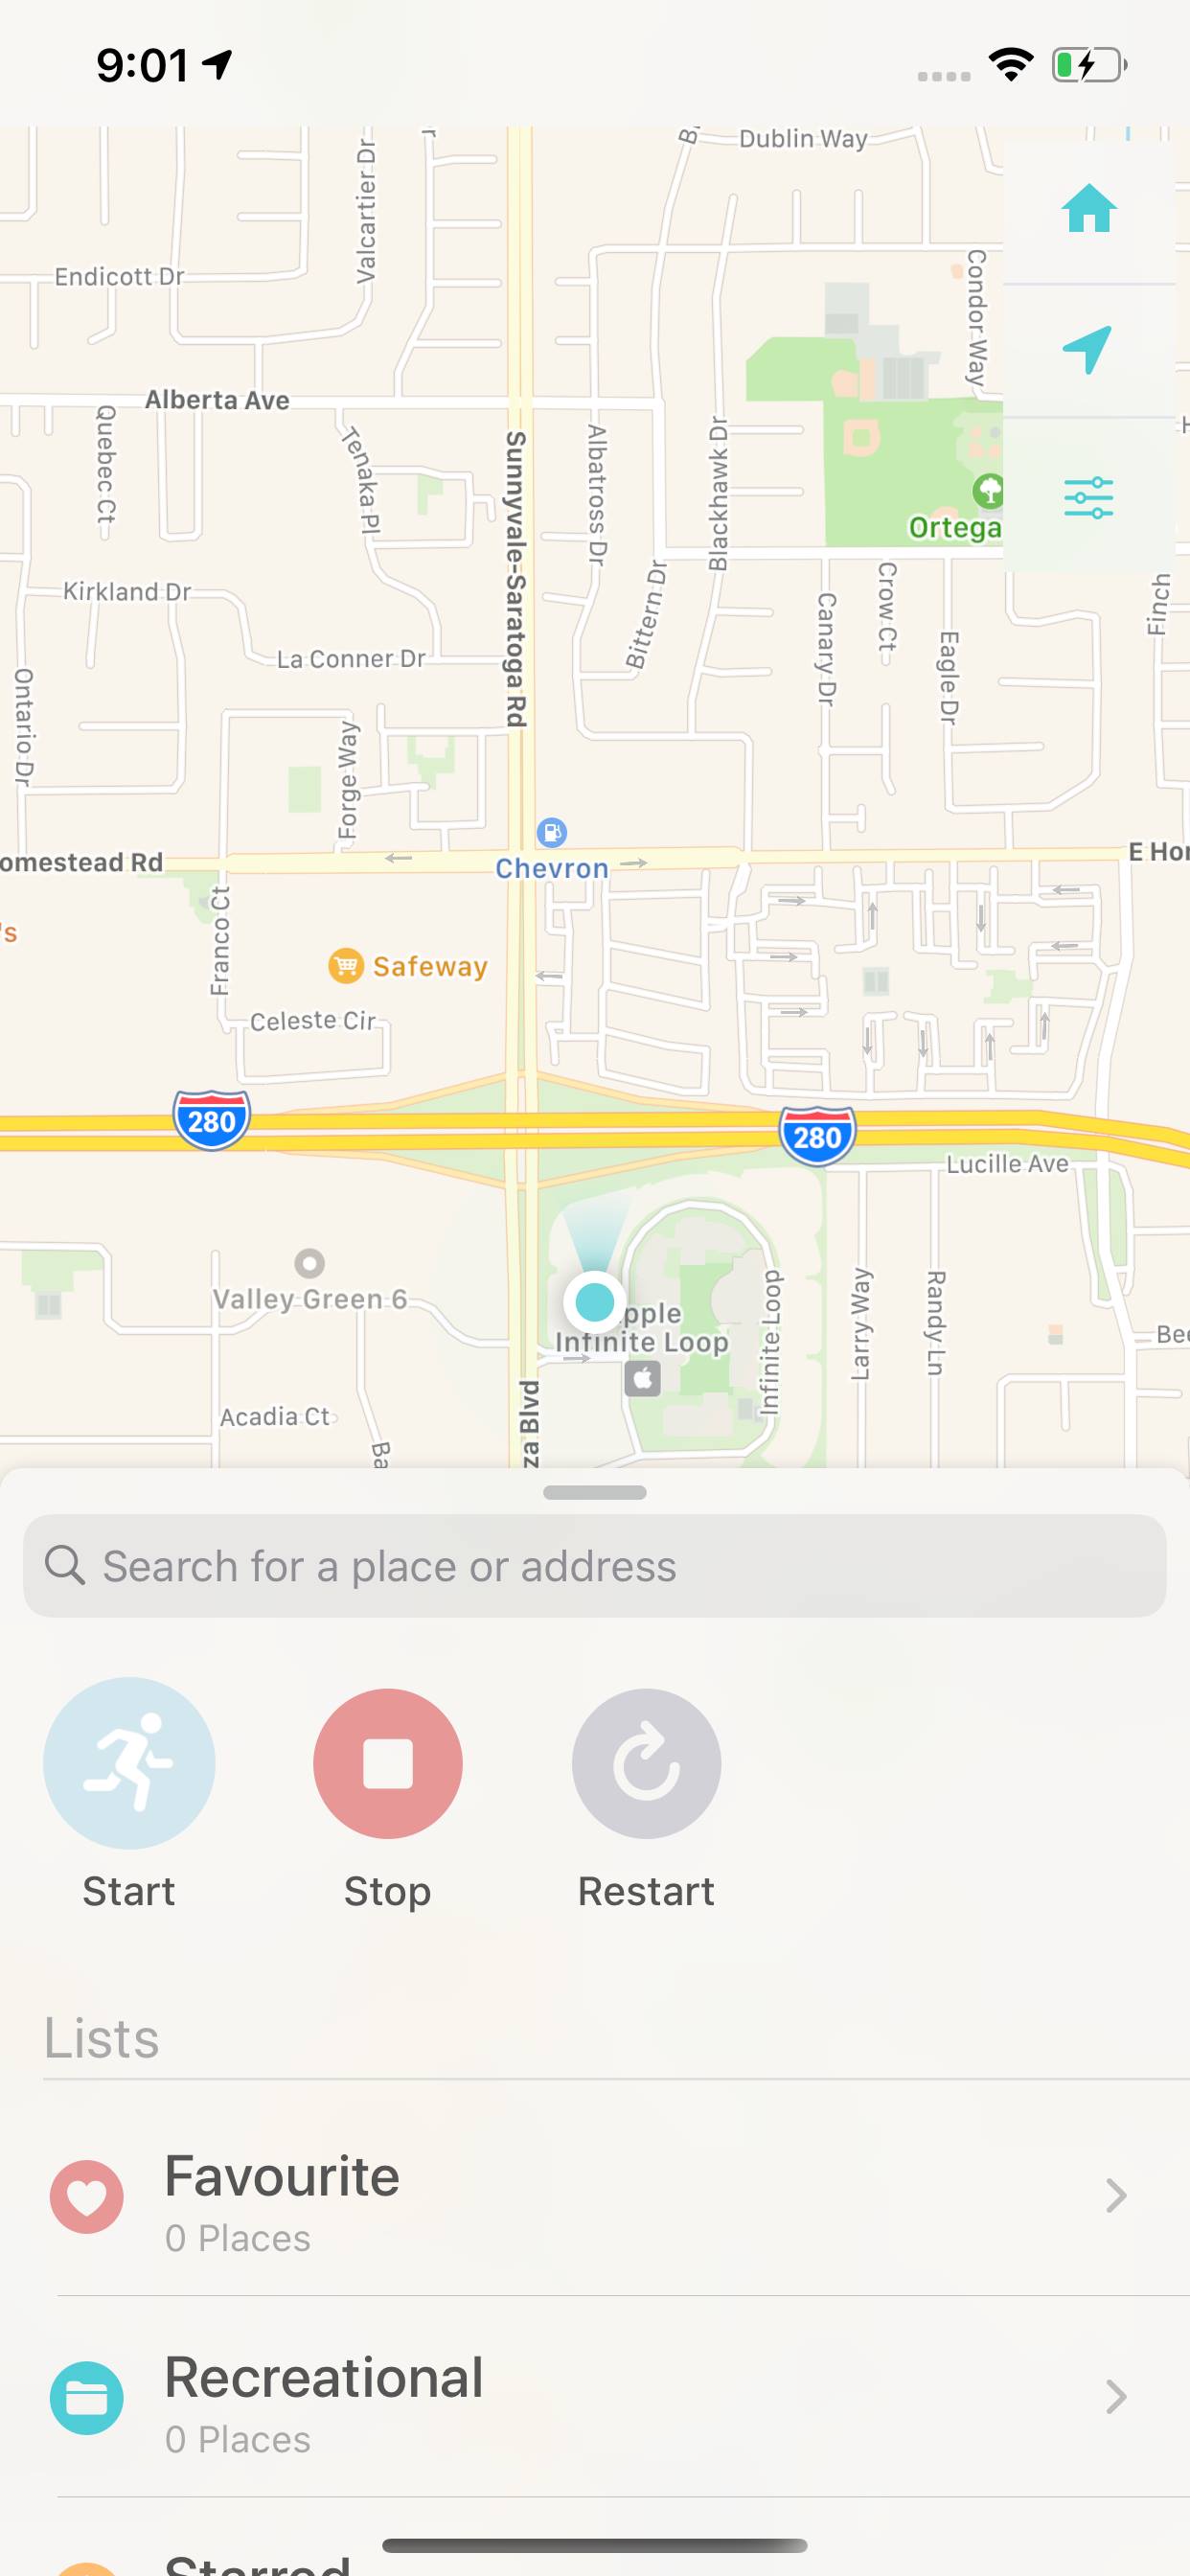 9:01
Dublin Way
Valcartier Dr
Endicott Dr
Condor Way
Alberta Ave
Quebec Ct
Tenaka Pl
Sunnyvale-Saratoga Rd
Albatross Dr
Blackhawk Dr
Ortega
Kirkland Dr
Bittern Dr
Canary Dr
Crow Ct
Eagle Dr
Finch
La Conner Dr
Ontario Dr
Forge Way
omestead Rd
Chevron
E Hor
's
Franco Ct
Safeway
Celeste Cir
280
280
Lucille Ave
Valley Green 6
pple
Infinite Loop
Infinite Loop
Larry Way
Randy Ln
Bee
Acadia Ct
za Blvd
Ba
Search for a place or address
Start
Stop
Restart
Lists
Favourite
0 Places
Recreational
0 Places
Starred